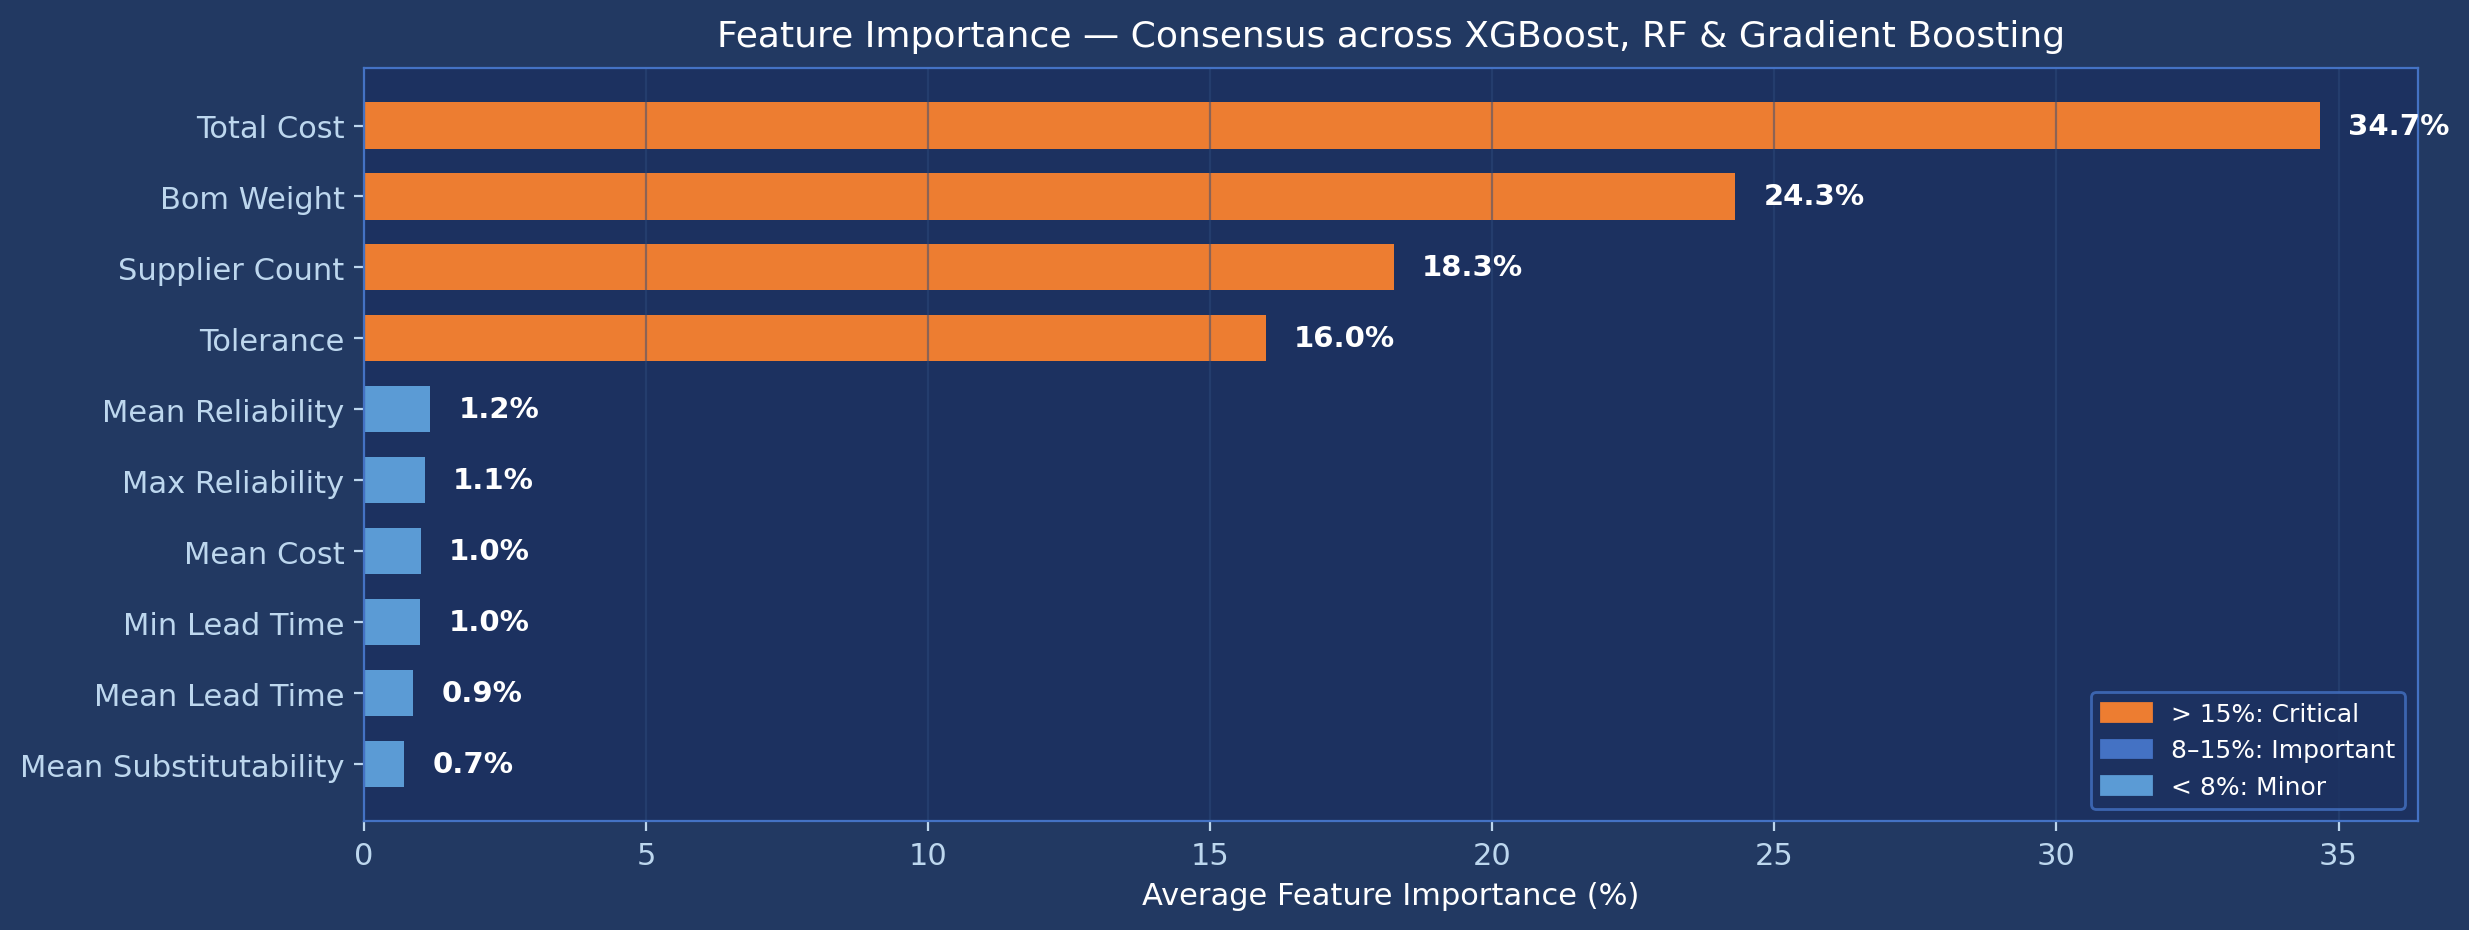 Feature Importance — Consensus across XGBoost, RF & Gradient Boosting
Total Cost 34.7%
Bom Weight 24.3%
Supplier Count 18.3%
Tolerance 16.0%
Mean Reliability 1.2%
Max Reliability 1.1%
Mean Cost 1.0%
Min Lead Time 1.0%
Mean Lead Time 0.9%
Mean Substitutability 0.7%
> 15%: Critical
8–15%: Important
< 8%: Minor
0 5 10 15 20 25 30 35
Average Feature Importance (%)